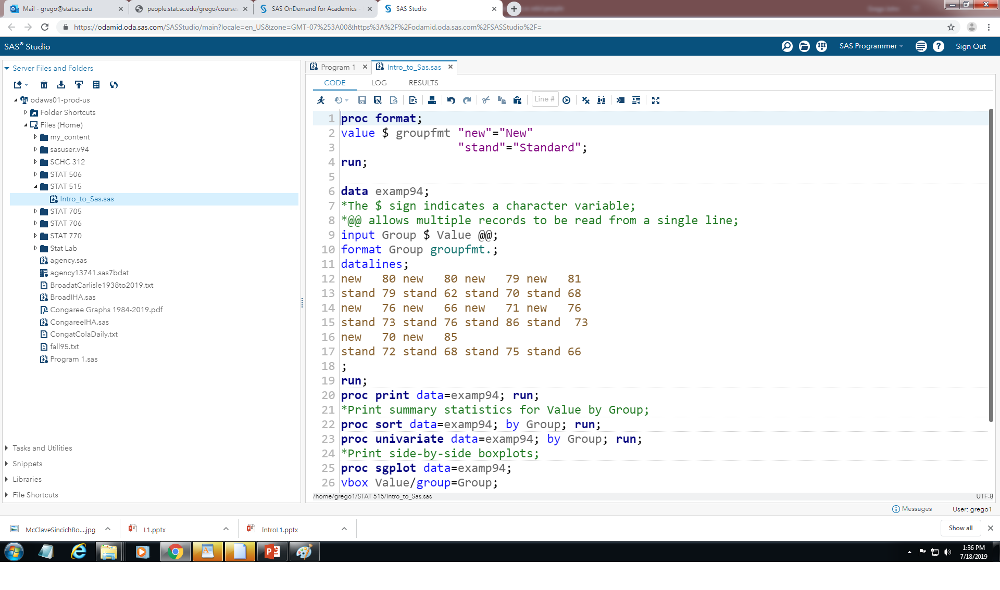 Mail - grego@stat.sc.edu
people.stat.sc.edu/grego/courses
SAS OnDemand for Academics -
SAS Studio
https://odamid.oda.sas.com/SASStudio/main?locale=en_US&zone=GMT-07%253A00&https%3A%2F%2Fodamid.oda.sas.com%2FSASStudio%2F=
SAS® Studio
SAS Programmer
Sign Out
Server Files and Folders
odaws01-prod-us
Folder Shortcuts
Files (Home)
my_content
sasuser.v94
SCHC 312
STAT 506
STAT 515
Intro_to_Sas.sas
STAT 705
STAT 706
STAT 770
Stat Lab
agency.sas
agency13741.sas7bdat
BroadatCarlisle1938to2019.txt
BroadIHA.sas
Congaree Graphs 1984-2019.pdf
CongareeIHA.sas
CongatColaDaily.txt
fall95.txt
Program 1.sas
Tasks and Utilities
Snippets
Libraries
File Shortcuts
Program 1
Intro_to_Sas.sas
CODE LOG RESULTS
Line #
1 proc format;
2 value $ groupfmt "new"="New"
3 "stand"="Standard";
4 run;
5
6 data examp94;
7 *The $ sign indicates a character variable;
8 *@@ allows multiple records to be read from a single line;
9 input Group $ Value @@;
10 format Group groupfmt.;
11 datalines;
12 new   80 new   80 new   79 new   81
13 stand 79 stand 62 stand 70 stand 68
14 new   76 new   66 new   71 new   76
15 stand 73 stand 76 stand 86 stand  73
16 new   70 new   85
17 stand 72 stand 68 stand 75 stand 66
18 ;
19 run;
20 proc print data=examp94; run;
21 *Print summary statistics for Value by Group;
22 proc sort data=examp94; by Group; run;
23 proc univariate data=examp94; by Group; run;
24 *Print side-by-side boxplots;
25 proc sgplot data=examp94;
26 vbox Value/group=Group;
/home/grego1/STAT 515/Intro_to_Sas.sas
UTF-8
Messages
User: grego1
McClaveSincichBo....jpg
L1.pptx
IntroL1.pptx
Show all
1:36 PM
7/18/2019